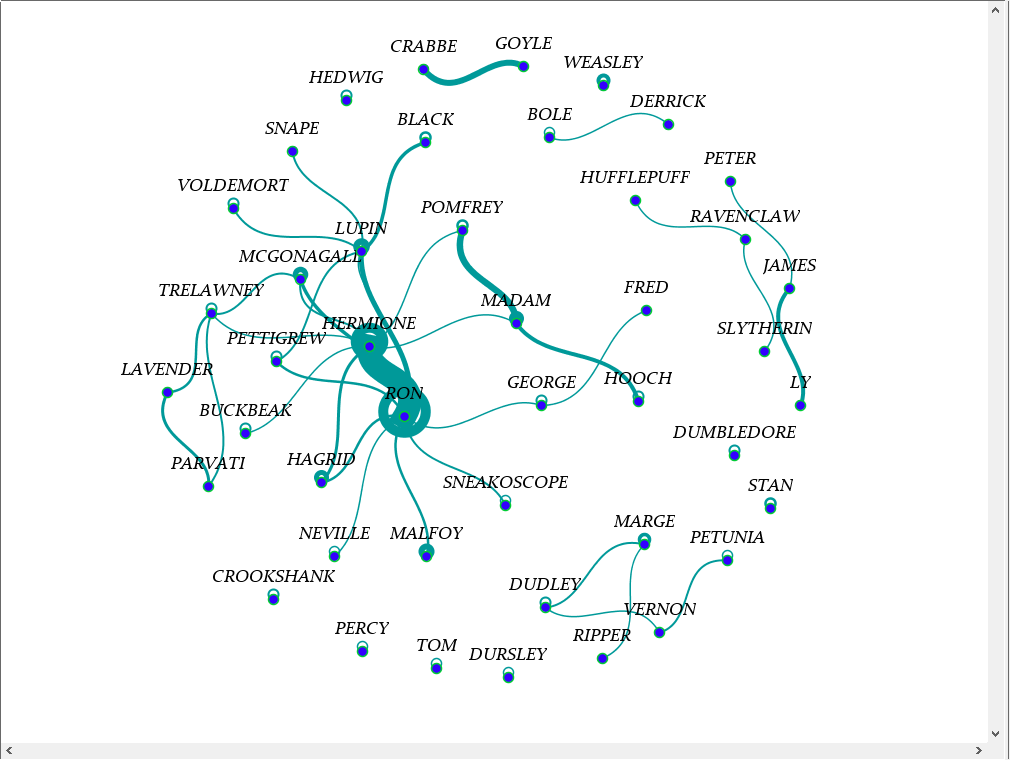 GOYLE
CRABBE
WEASLEY
HEDWIG
DERRICK
BOLE
BLACK
SNAPE
PETER
HUFFLEPUFF
VOLDEMORT
POMFREY
RAVENCLAW
LUPIN
MCGONAGALL
JAMES
FRED
TRELAWNEY
MADAM
HERMIONE
SLYTHERIN
PETTIGREW
LAVENDER
HOOCH
GEORGE
LY
RON
BUCKBEAK
DUMBLEDORE
HAGRID
PARVATI
SNEAKOSCOPE
STAN
MARGE
NEVILLE
MALFOY
PETUNIA
CROOKSHANK
DUDLEY
VERNON
PERCY
RIPPER
TOM
DURSLEY